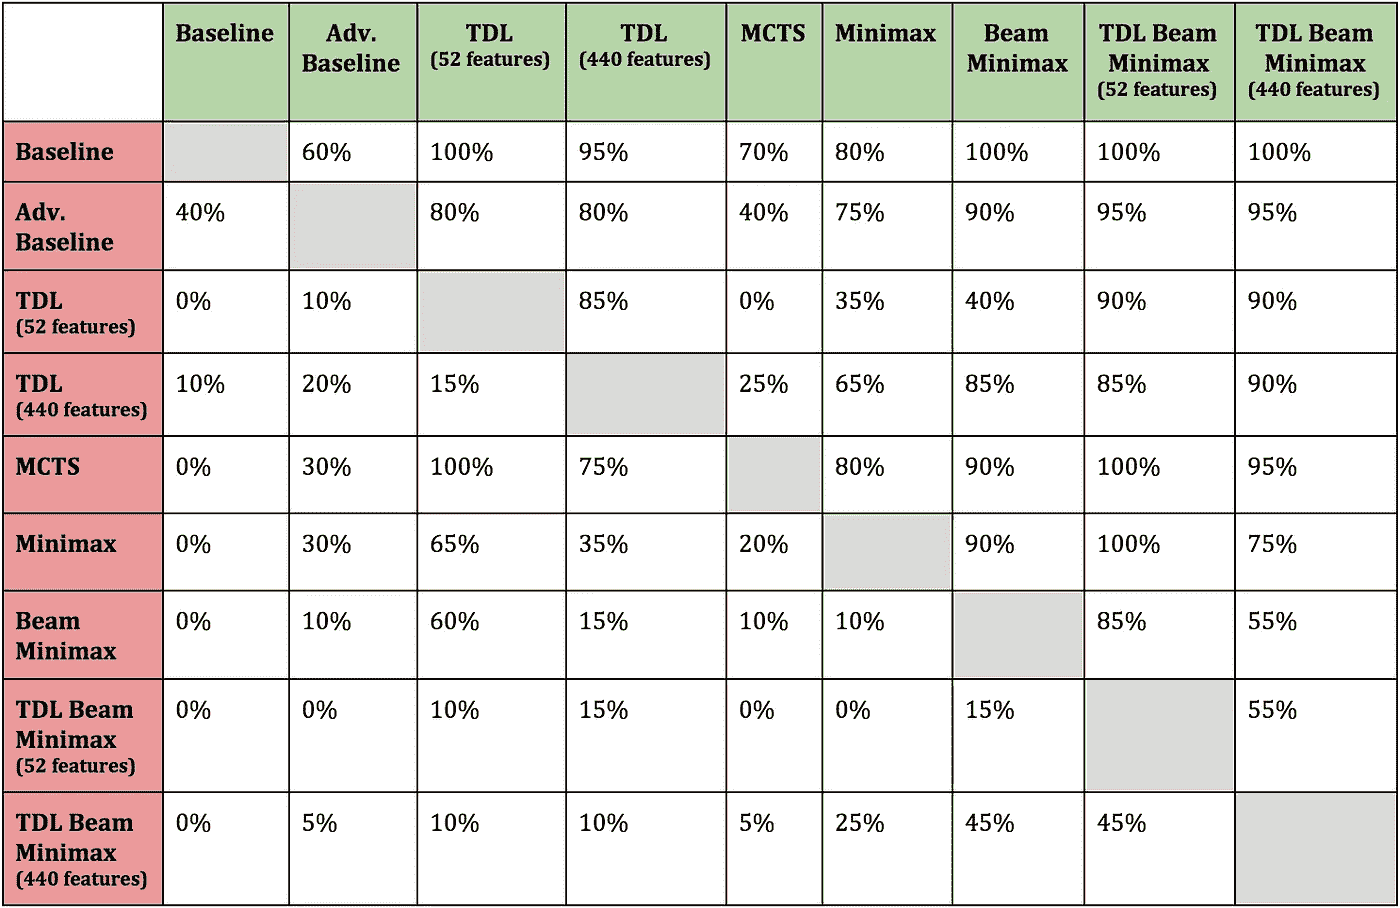 Baseline Adv. Baseline TDL (52 features) TDL (440 features) MCTS Minimax Beam Minimax TDL Beam Minimax (52 features) TDL Beam Minimax (440 features)
Baseline 60% 100% 95% 70% 80% 100% 100% 100%
Adv. Baseline 40% 80% 80% 40% 75% 90% 95% 95%
TDL (52 features) 0% 10% 85% 0% 35% 40% 90% 90%
TDL (440 features) 10% 20% 15% 25% 65% 85% 85% 90%
MCTS 0% 30% 100% 75% 80% 90% 100% 95%
Minimax 0% 30% 65% 35% 20% 90% 100% 75%
Beam Minimax 0% 10% 60% 15% 10% 10% 85% 55%
TDL Beam Minimax (52 features) 0% 0% 10% 15% 0% 0% 15% 55%
TDL Beam Minimax (440 features) 0% 5% 10% 10% 5% 25% 45% 45%